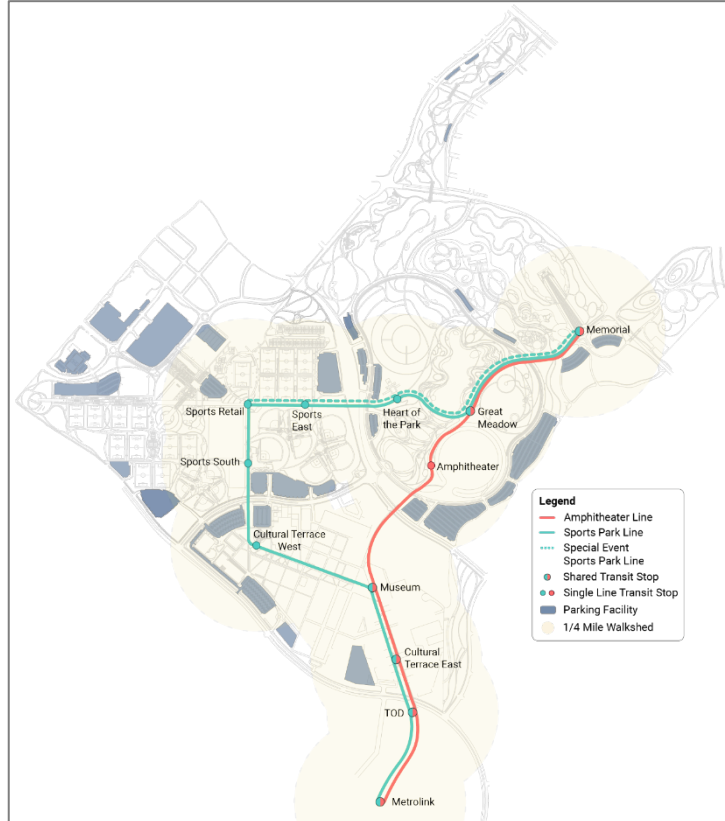 Memorial
Sports Retail
Sports
East
Heart of
the Park
Great
Meadow
Sports South
Amphitheater
Cultural Terrace
West
Museum
Cultural
Terrace East
TOD
Metrolink
Legend
Amphitheater Line
Sports Park Line
Special Event
Sports Park Line
Shared Transit Stop
Single Line Transit Stop
Parking Facility
1/4 Mile Walkshed